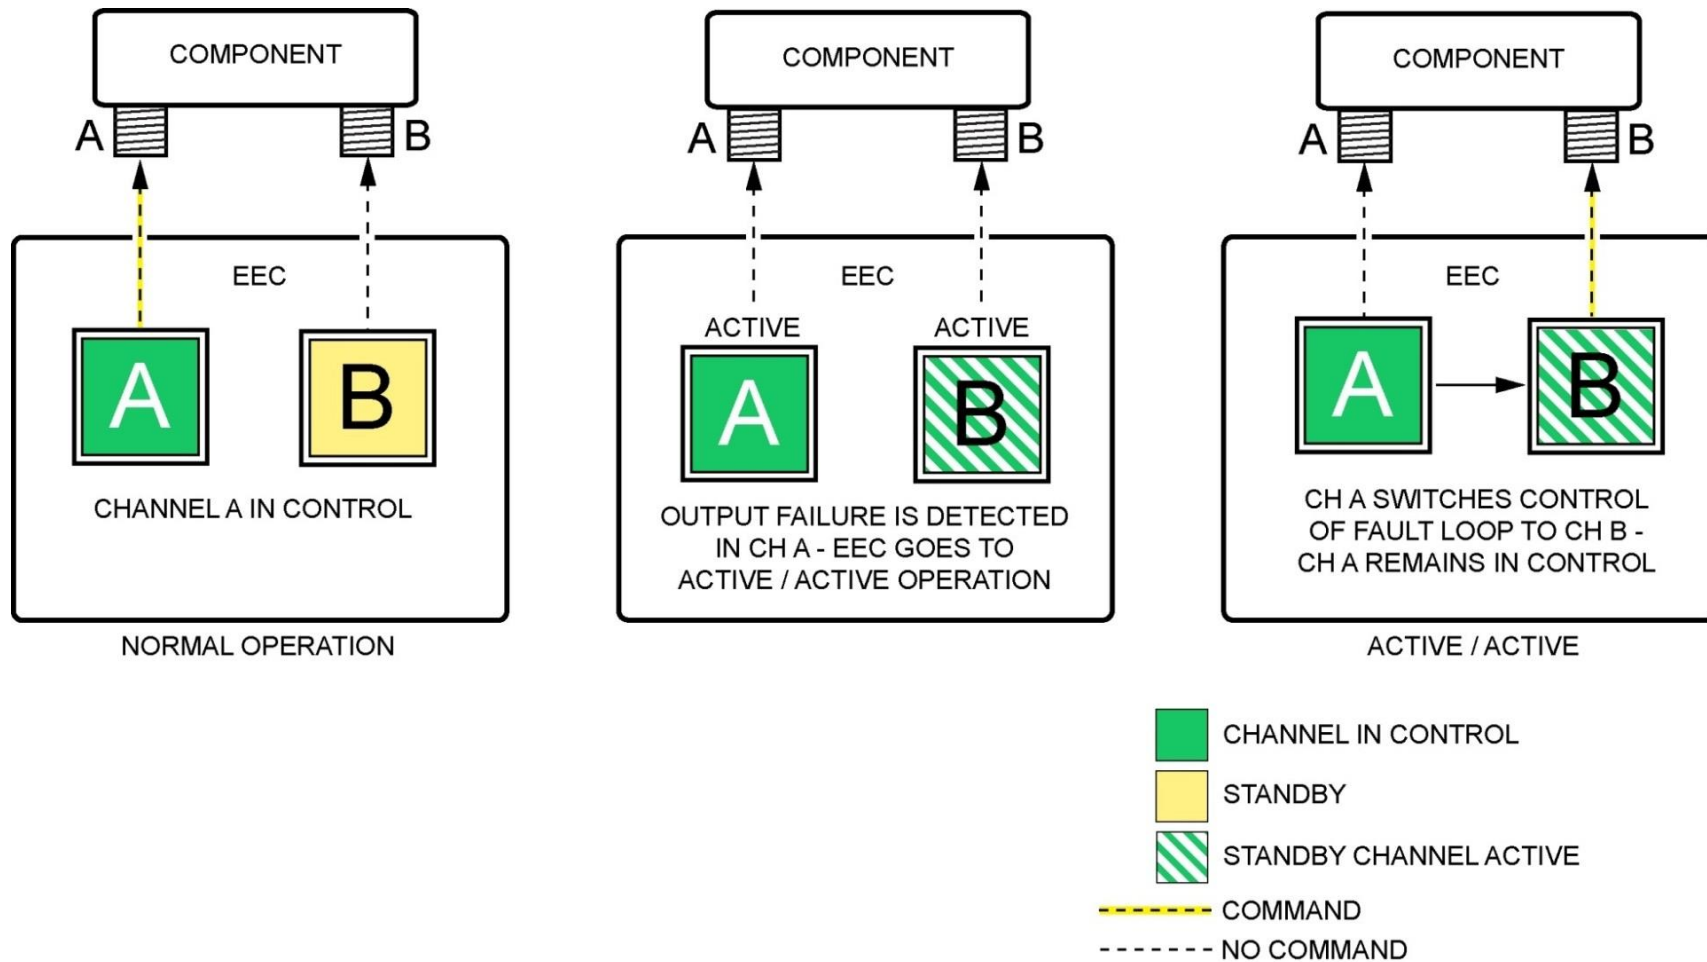 COMPONENT
A
B
EEC
A
B
CHANNEL A IN CONTROL
NORMAL OPERATION
COMPONENT
A
B
EEC
ACTIVE
ACTIVE
A
B
OUTPUT FAILURE IS DETECTED
IN CH A - EEC GOES TO
ACTIVE / ACTIVE OPERATION
COMPONENT
A
B
EEC
A
B
CH A SWITCHES CONTROL
OF FAULT LOOP TO CH B -
CH A REMAINS IN CONTROL
ACTIVE / ACTIVE
CHANNEL IN CONTROL
STANDBY
STANDBY CHANNEL ACTIVE
COMMAND
NO COMMAND